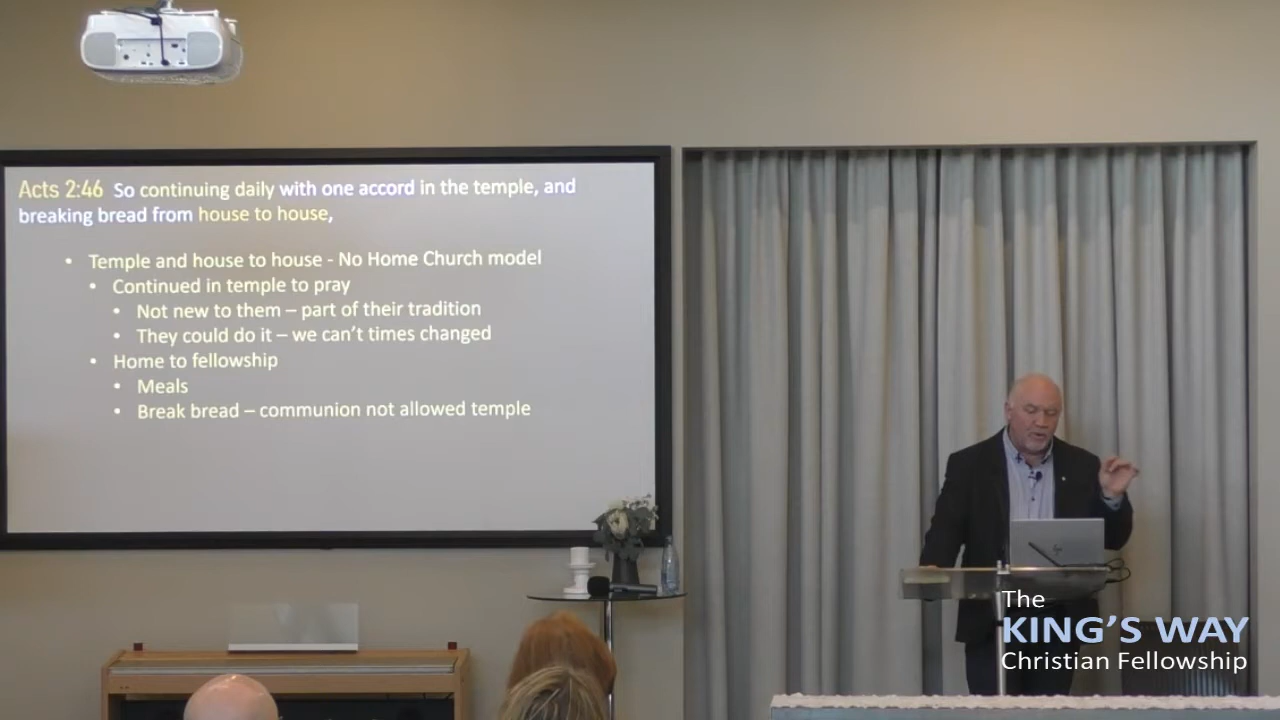 Acts 2:46 So continuing daily with one accord in the temple, and
breaking bread from house to house,
• Temple and house to house - No Home Church model
• Continued in temple to pray
• Not new to them – part of their tradition
• They could do it – we can't times changed
• Home to fellowship
• Meals
• Break bread – communion not allowed temple
hp
The
KING'S WAY
Christian Fellowship